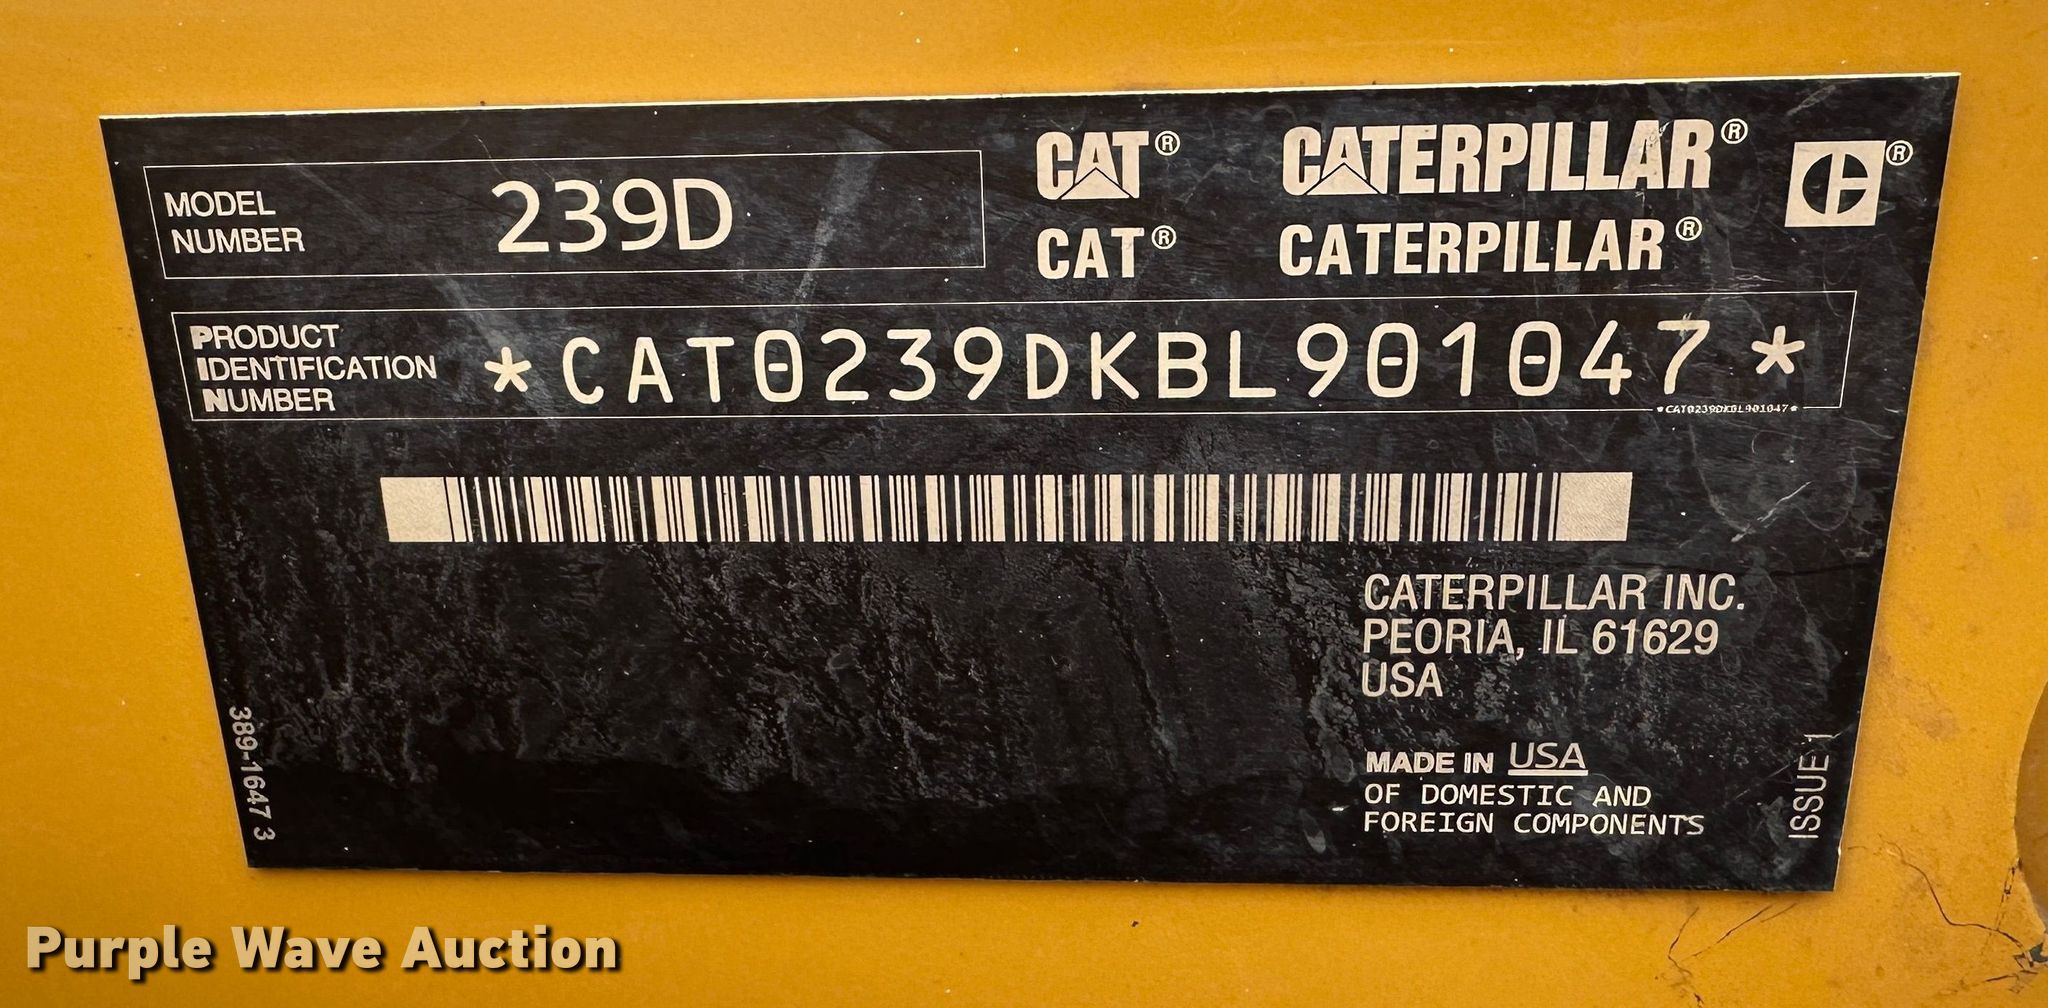 MODEL
NUMBER
239D
CAT® CATERPILLAR® ®
CAT® CATERPILLAR®
PRODUCT
IDENTIFICATION
NUMBER
*CAT0239DKBL901047*
*CAT0239DKBL901047*
CATERPILLAR INC.
PEORIA, IL 61629
USA
MADE IN USA
OF DOMESTIC AND
FOREIGN COMPONENTS
389-1647 3
ISSUE 1
Purple Wave Auction